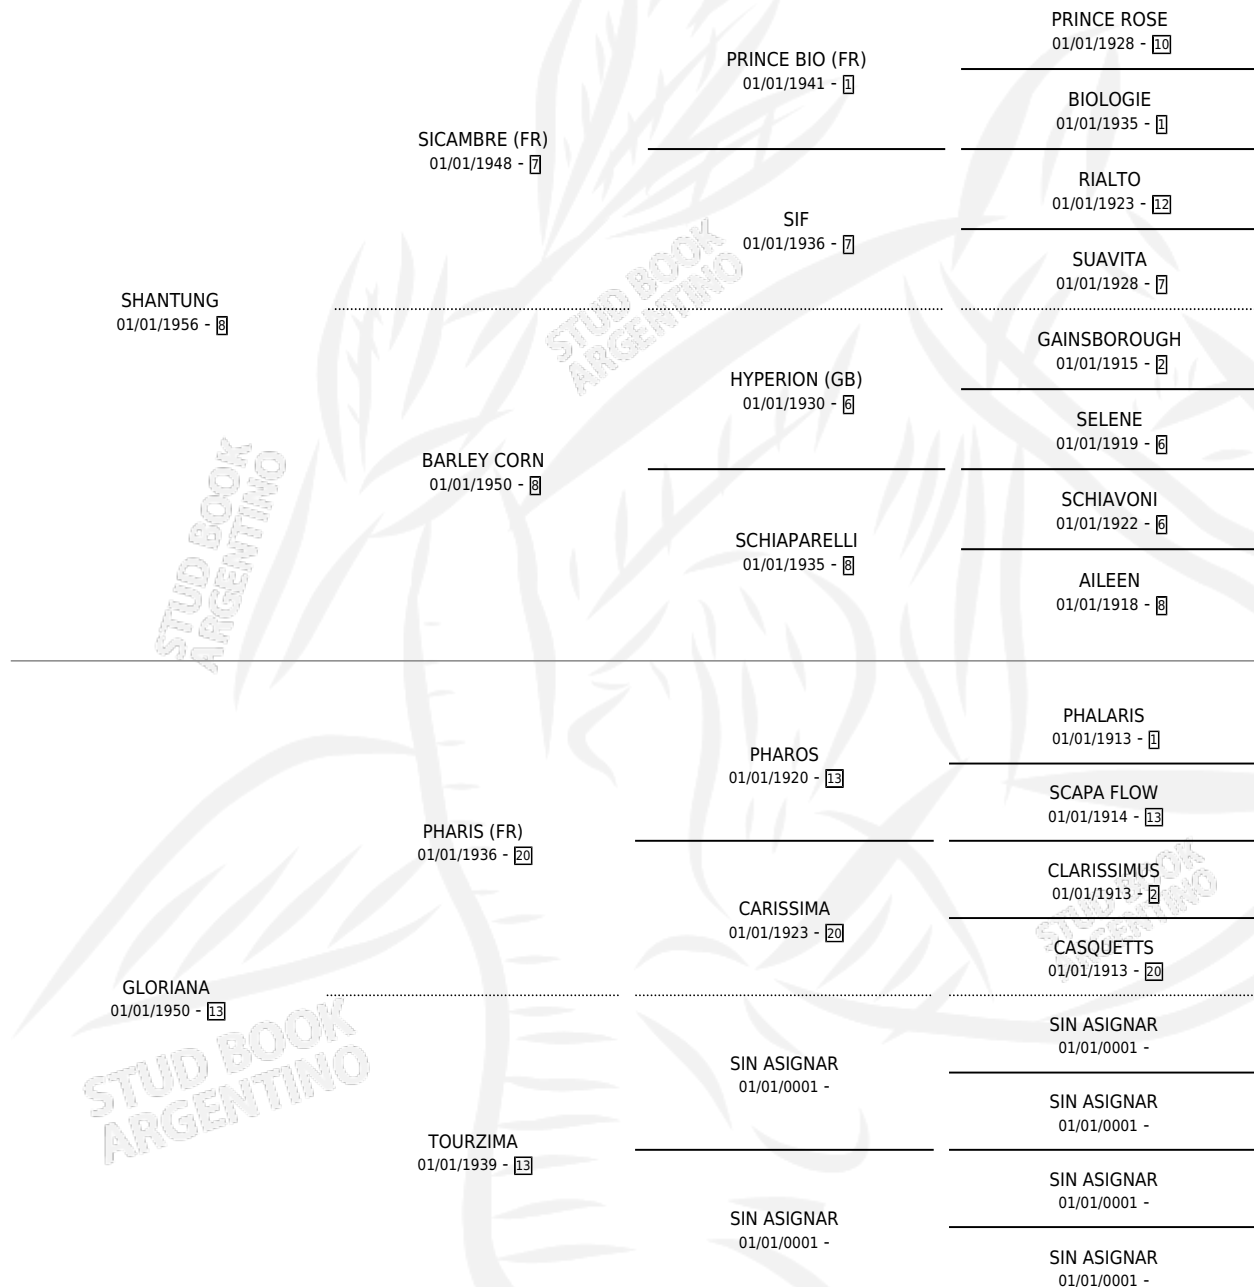 PRINCE ROSE
01/01/1928 - 10
PRINCE BIO (FR)
01/01/1941 - 1
BIOLOGIE
01/01/1935 - 1
SICAMBRE (FR)
01/01/1948 - 7
RIALTO
01/01/1923 - 12
SIF
01/01/1936 - 7
SUAVITA
01/01/1928 - 7
SHANTUNG
01/01/1956 - 8
GAINSBOROUGH
01/01/1915 - 2
HYPERION (GB)
01/01/1930 - 6
SELENE
01/01/1919 - 6
BARLEY CORN
01/01/1950 - 8
SCHIAVONI
01/01/1922 - 6
SCHIAPARELLI
01/01/1935 - 8
AILEEN
01/01/1918 - 8
PHALARIS
01/01/1913 - 1
PHAROS
01/01/1920 - 13
SCAPA FLOW
01/01/1914 - 13
PHARIS (FR)
01/01/1936 - 20
CLARISSIMUS
01/01/1913 - 2
CARISSIMA
01/01/1923 - 20
CASQUETTS
01/01/1913 - 20
GLORIANA
01/01/1950 - 13
SIN ASIGNAR
01/01/0001 -
SIN ASIGNAR
01/01/0001 -
SIN ASIGNAR
01/01/0001 -
TOURZIMA
01/01/1939 - 13
SIN ASIGNAR
01/01/0001 -
SIN ASIGNAR
01/01/0001 -
SIN ASIGNAR
01/01/0001 -
STUD BOOK
ARGENTINO
STUD BOOK
ARGENTINO
STUD BOOK
ARGENTINO
STUD BOOK
ARGENTINO